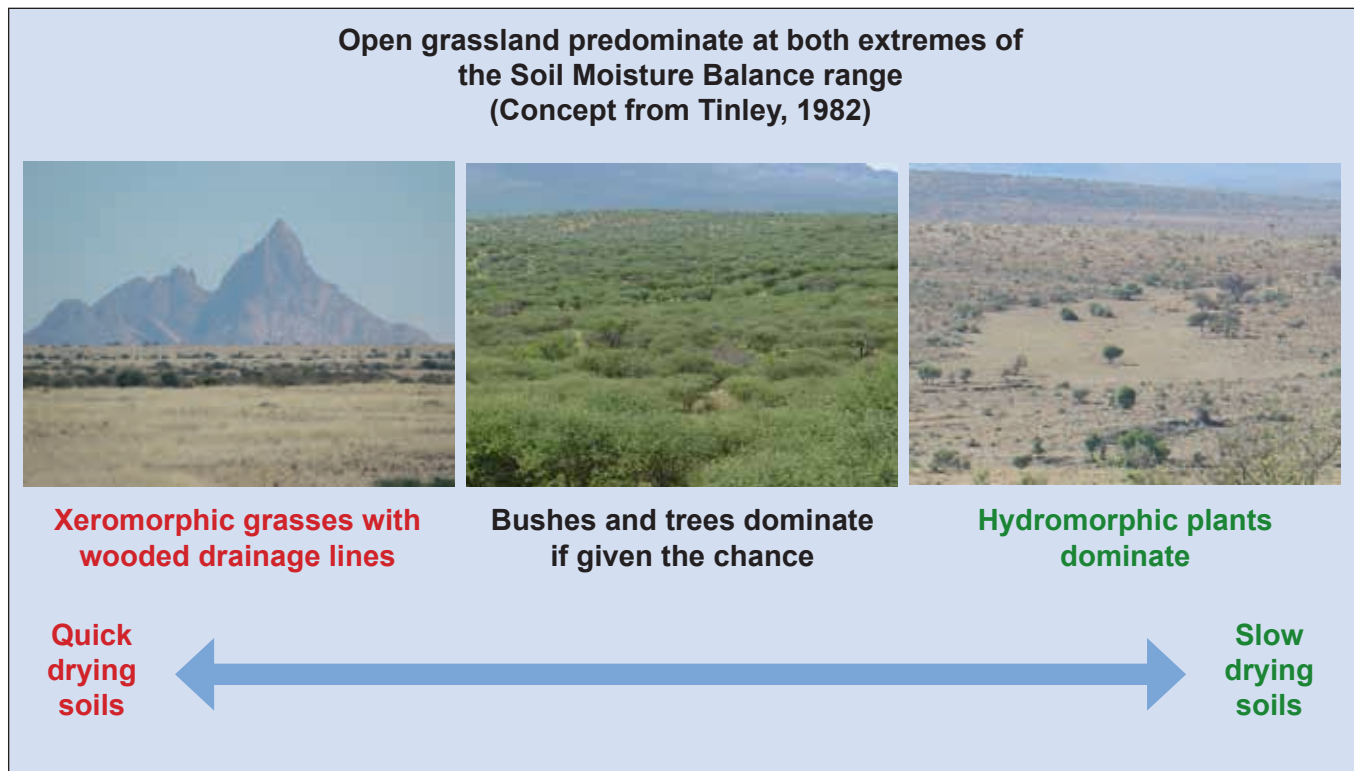 Open grassland predominate at both extremes of
the Soil Moisture Balance range
(Concept from Tinley, 1982)
Xeromorphic grasses with
wooded drainage lines
Bushes and trees dominate
if given the chance
Hydromorphic plants
dominate
Quick
drying
soils
Slow
drying
soils